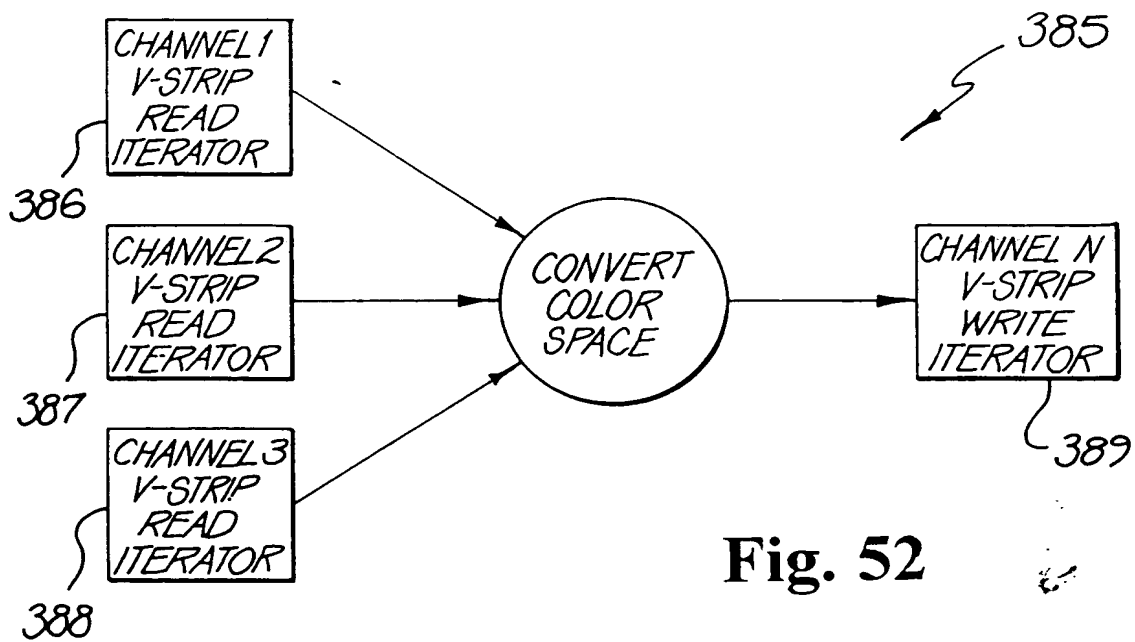 385
CHANNEL 1
V-STRIP
READ
ITERATOR
386
CHANNEL 2
V-STRIP
READ
ITERATOR
387
CHANNEL 3
V-STRIP
READ
ITERATOR
388
CONVERT
COLOR
SPACE
CHANNEL N
V-STRIP
WRITE
ITERATOR
389
Fig. 52